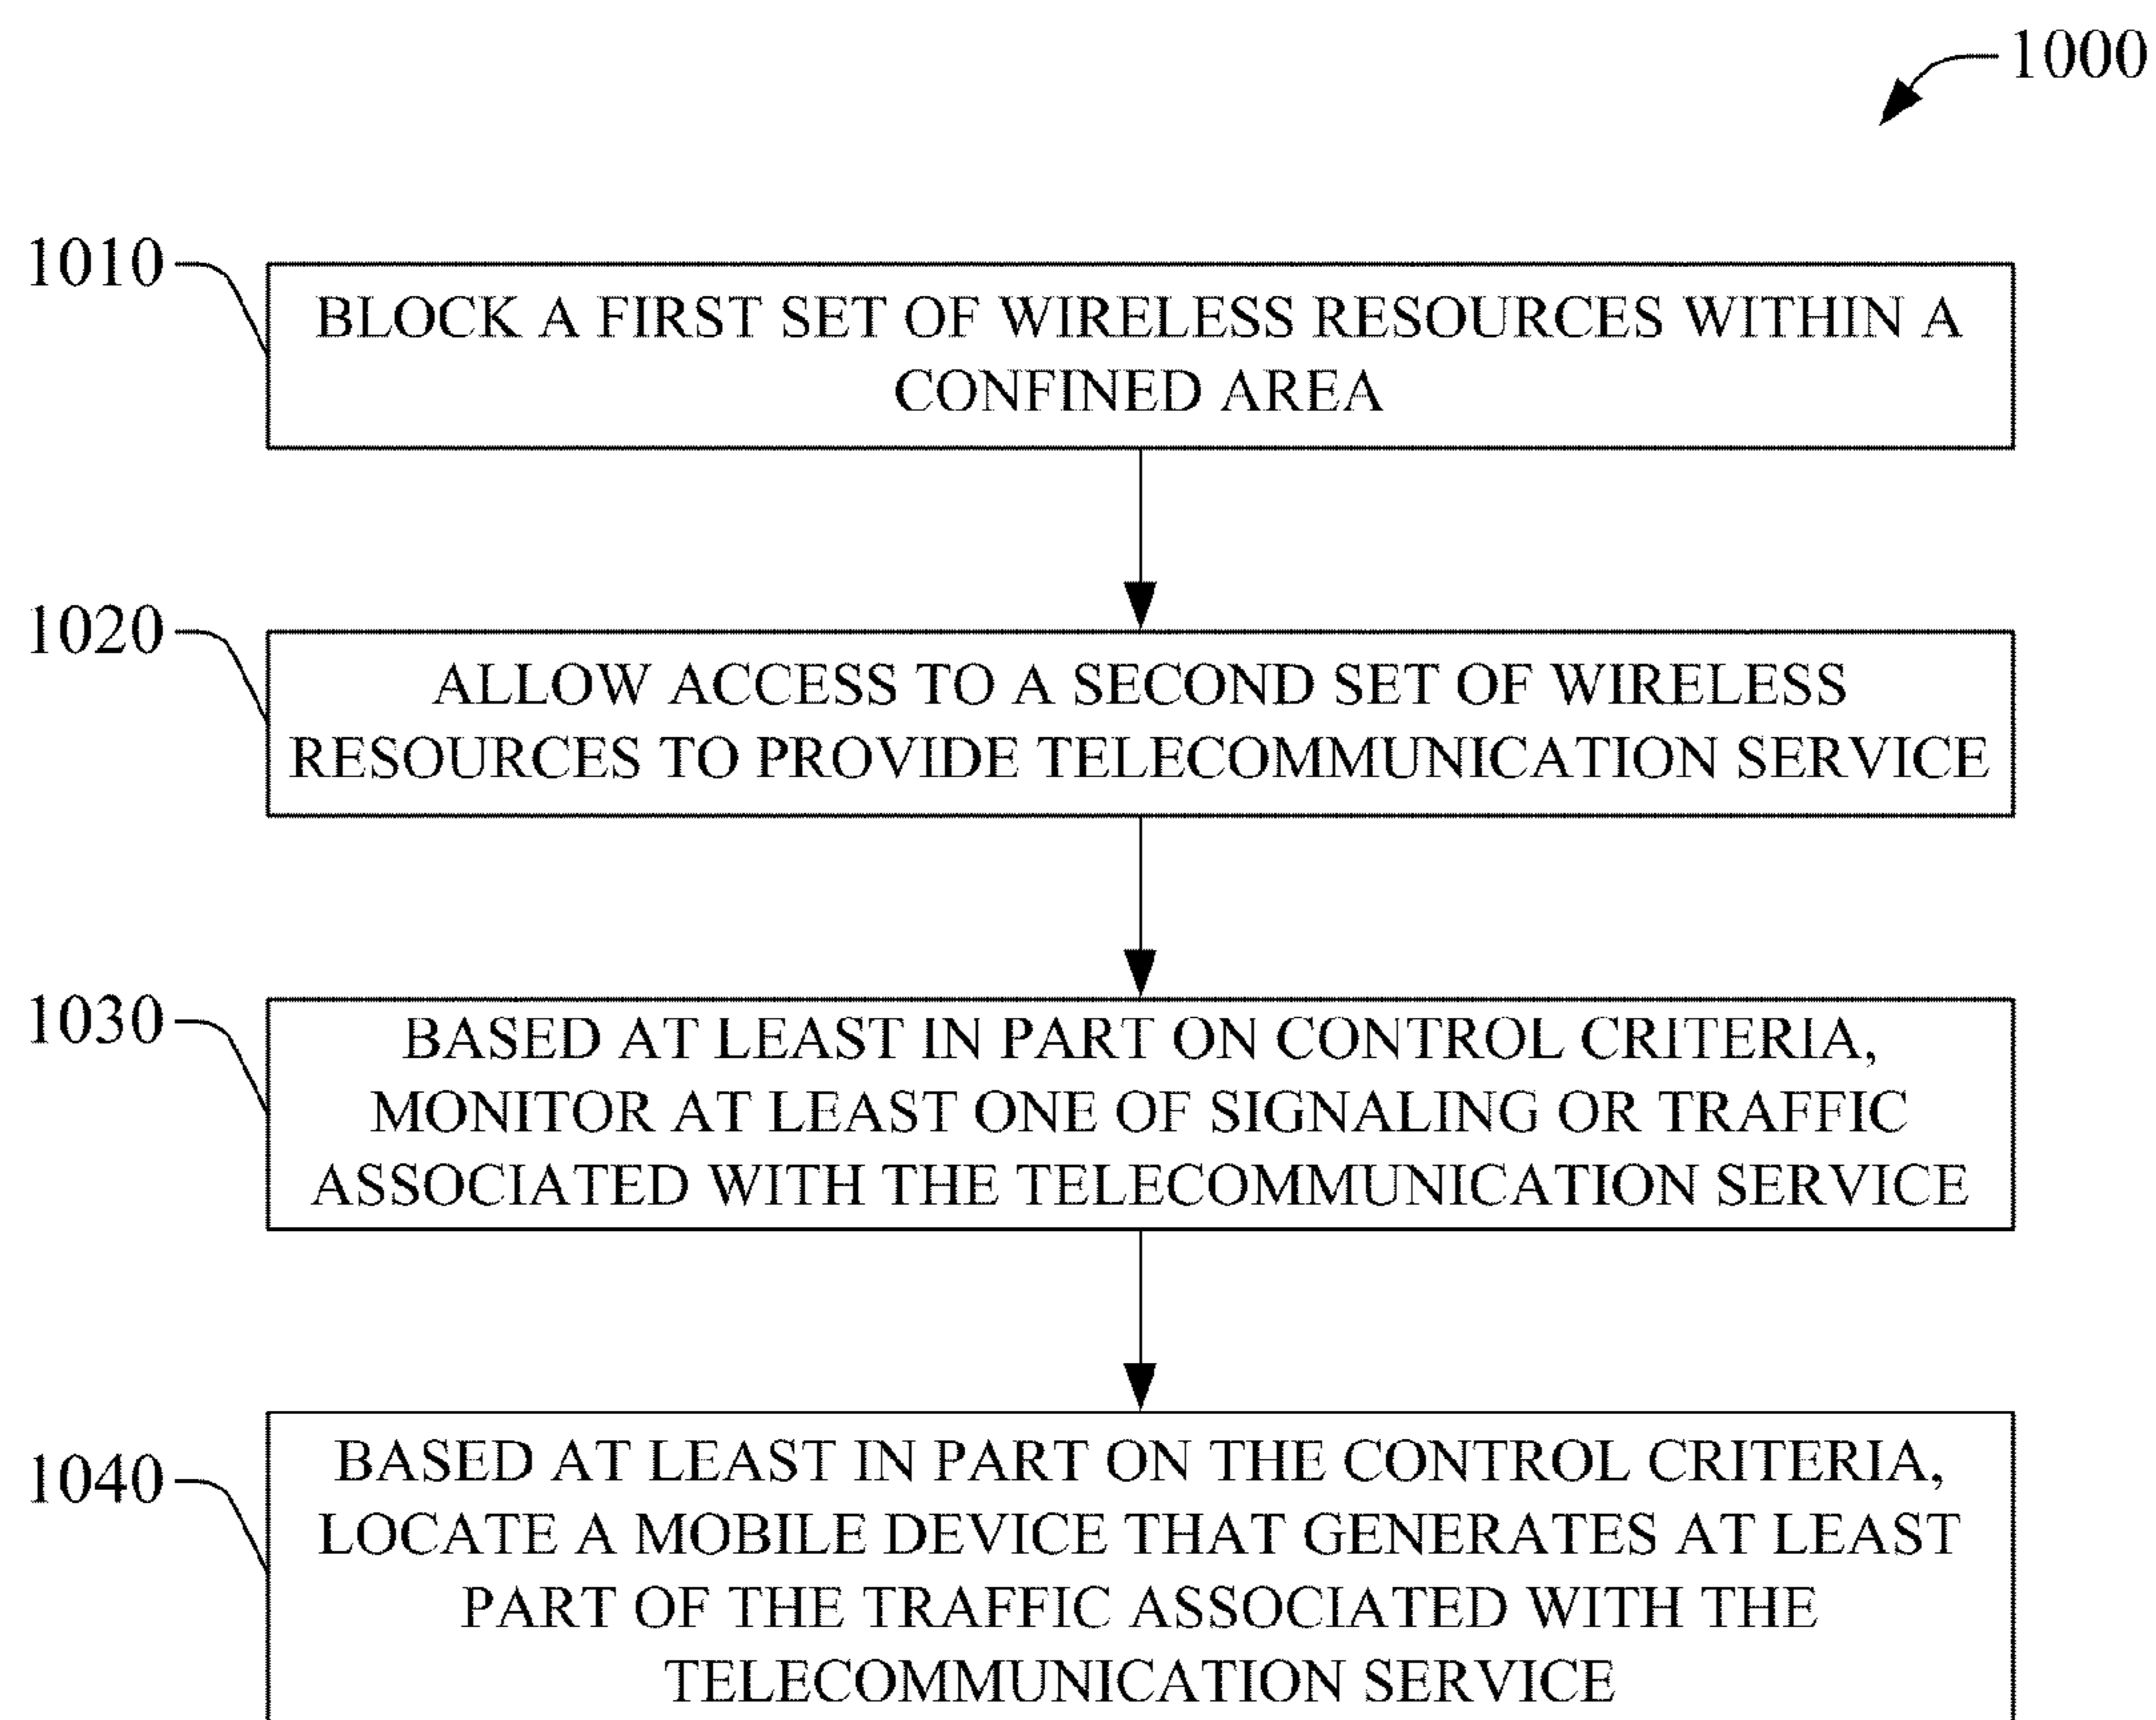 1000
1010
BLOCK A FIRST SET OF WIRELESS RESOURCES WITHIN A
CONFINED AREA
1020
ALLOW ACCESS TO A SECOND SET OF WIRELESS
RESOURCES TO PROVIDE TELECOMMUNICATION SERVICE
1030
BASED AT LEAST IN PART ON CONTROL CRITERIA,
MONITOR AT LEAST ONE OF SIGNALING OR TRAFFIC
ASSOCIATED WITH THE TELECOMMUNICATION SERVICE
1040
BASED AT LEAST IN PART ON THE CONTROL CRITERIA,
LOCATE A MOBILE DEVICE THAT GENERATES AT LEAST
PART OF THE TRAFFIC ASSOCIATED WITH THE
TELECOMMUNICATION SERVICE